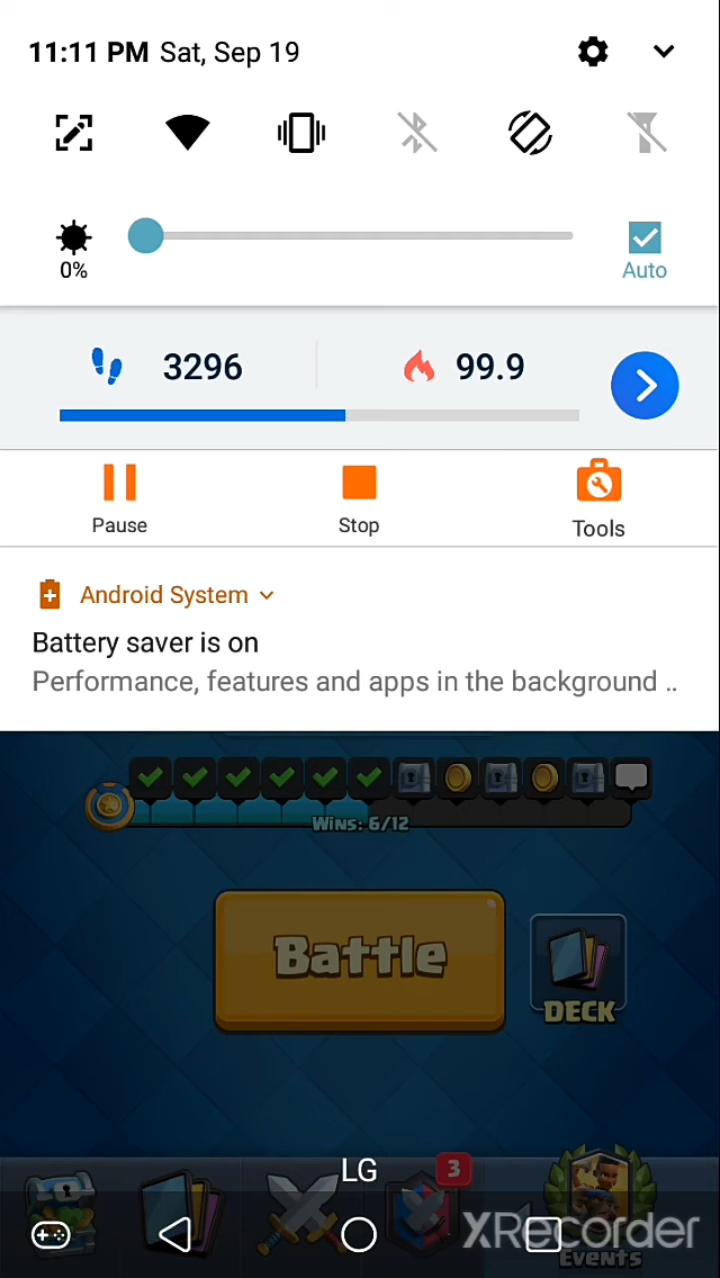 11:11 PM Sat, Sep 19
0%
Auto
3296 99.9
Pause Stop Tools
Android System
Battery saver is on
Performance, features and apps in the background ..
Wins: 6/12
Battle
DECK
LG
3
XRecorder
Events